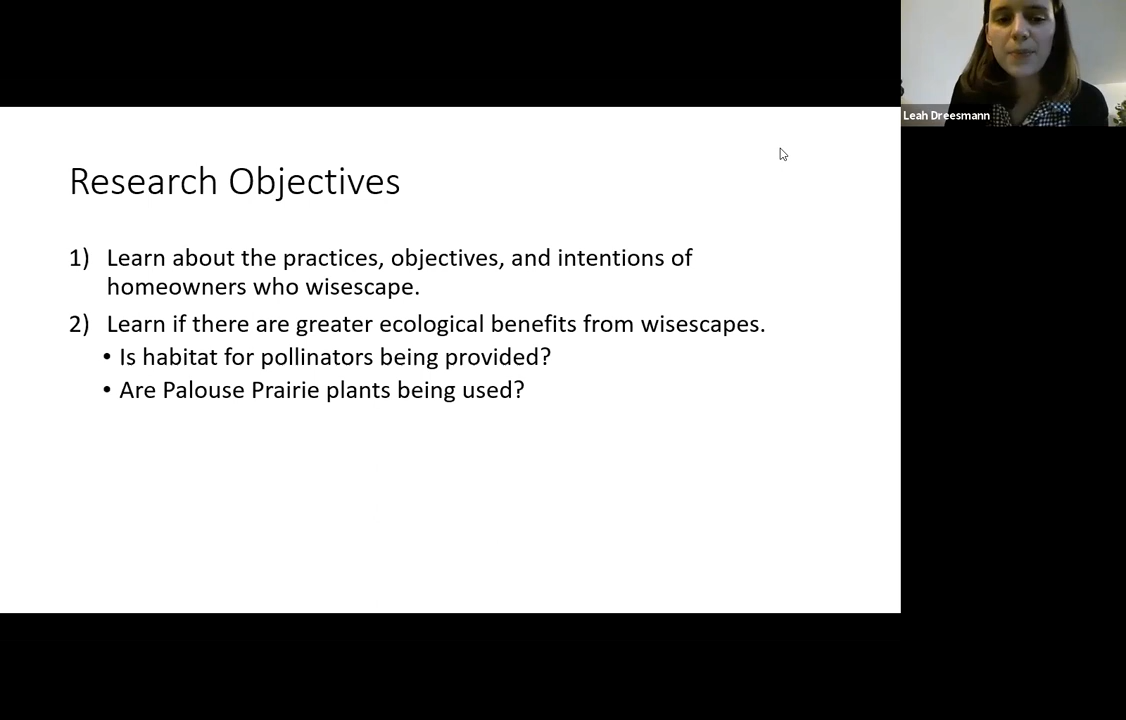 Leah Dreesmann
Research Objectives
1) Learn about the practices, objectives, and intentions of
homeowners who wisescape.
2) Learn if there are greater ecological benefits from wisescapes.
• Is habitat for pollinators being provided?
• Are Palouse Prairie plants being used?